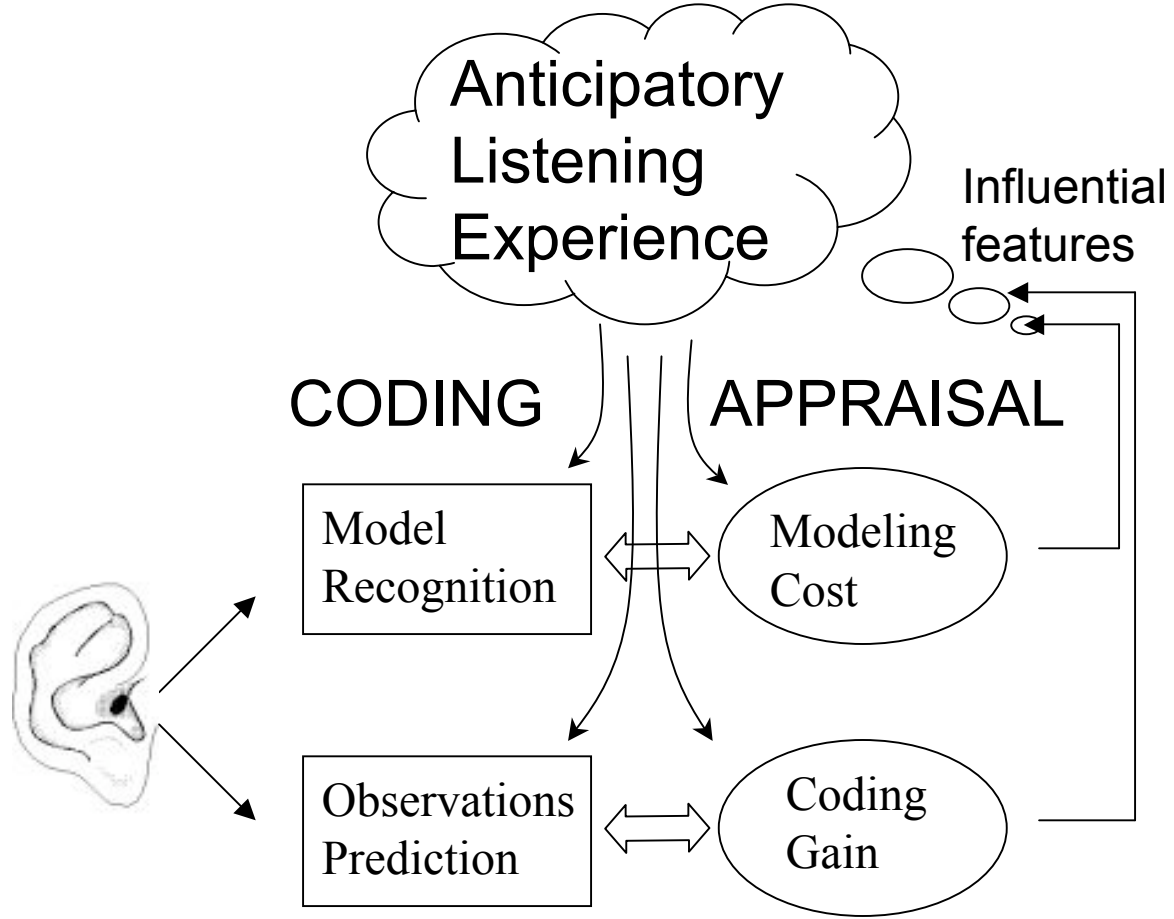 Anticipatory
Listening
Experience
Influential
features
CODING
APPRAISAL
Model
Recognition
Modeling
Cost
Observations
Prediction
Coding
Gain